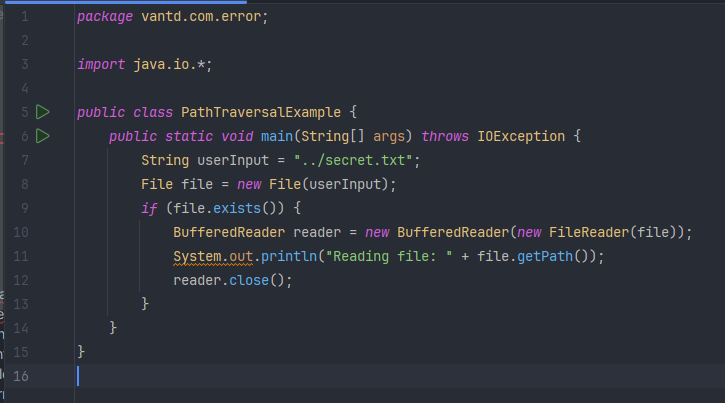 1 package vantd.com.error;
2
3 import java.io.*;
4
5 public class PathTraversalExample {
6 public static void main(String[] args) throws IOException {
7 String userInput = "../secret.txt";
8 File file = new File(userInput);
9 if (file.exists()) {
10 BufferedReader reader = new BufferedReader(new FileReader(file));
11 System.out.println("Reading file: " + file.getPath());
12 reader.close();
13 }
14 }
15 }
16